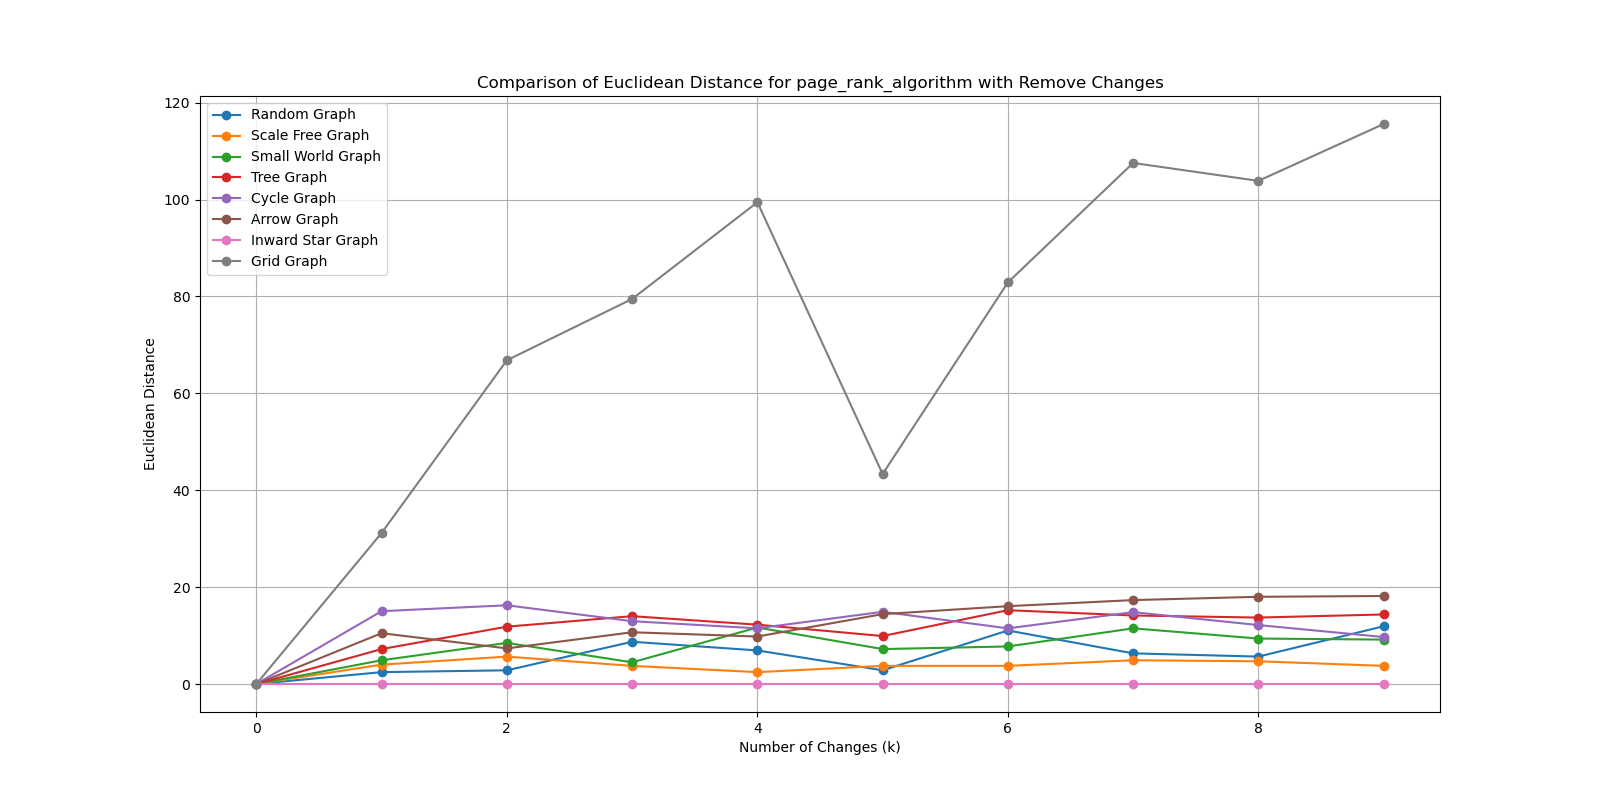 Comparison of Euclidean Distance for page_rank_algorithm with Remove Changes
120
100
80
60
40
20
0
Euclidean Distance
Random Graph
Scale Free Graph
Small World Graph
Tree Graph
Cycle Graph
Arrow Graph
Inward Star Graph
Grid Graph
0 2 4 6 8
Number of Changes (k)